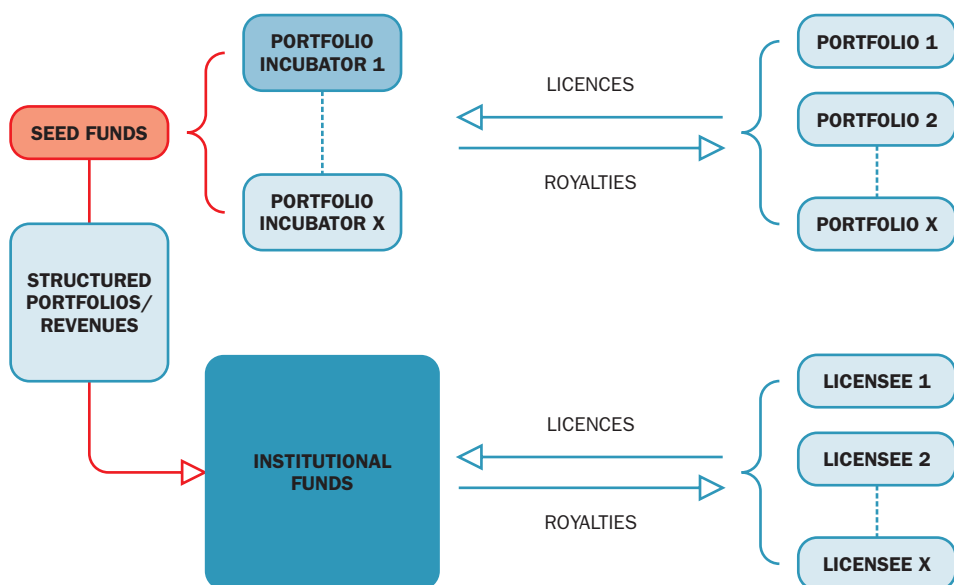 PORTFOLIO
INCUBATOR 1
SEED FUNDS
PORTFOLIO
INCUBATOR X
LICENCES
ROYALTIES
PORTFOLIO 1
PORTFOLIO 2
PORTFOLIO X
STRUCTURED
PORTFOLIOS/
REVENUES
INSTITUTIONAL
FUNDS
LICENCES
ROYALTIES
LICENSEE 1
LICENSEE 2
LICENSEE X